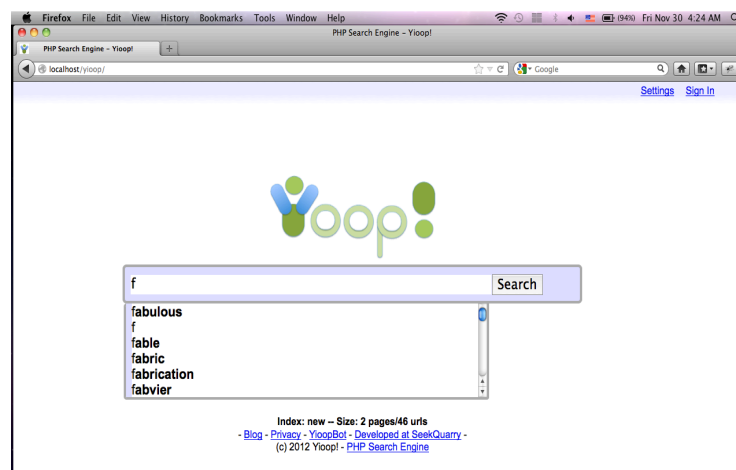 Firefox File Edit View History Bookmarks Tools Window Help (94%) Fri Nov 30 4:24 AM
PHP Search Engine – Yioop!
PHP Search Engine – Yioop! +
localhost/yioop/ Google
Settings Sign In
Yioop!
f Search
fabulous
f
fable
fabric
fabrication
fabvier
Index: new -- Size: 2 pages/46 urls
- Blog - Privacy - YioopBot - Developed at SeekQuarry -
(c) 2012 Yioop! - PHP Search Engine